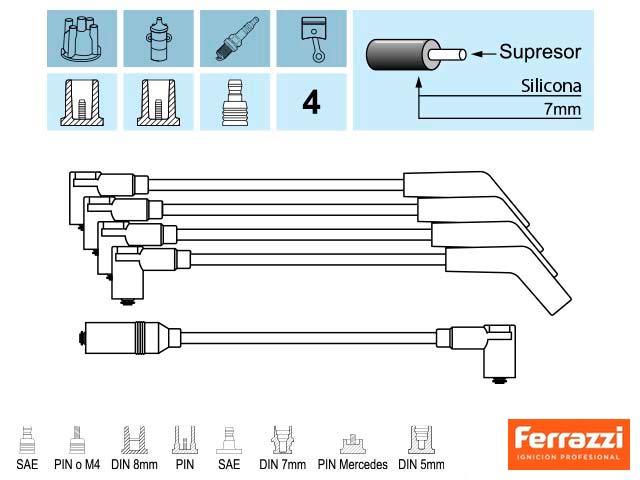 Supresor
Silicona
7mm
4
SAE PIN o M4 DIN 8mm PIN SAE DIN 7mm PIN Mercedes DIN 5mm
Ferrazzi
IGNICION PROFESIONAL